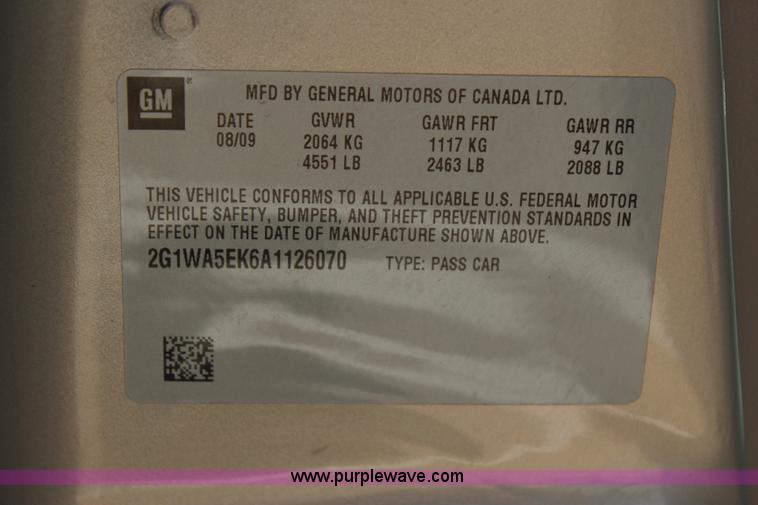 GM
MFD BY GENERAL MOTORS OF CANADA LTD.
DATE GVWR GAWR FRT GAWR RR
08/09 2064 KG 1117 KG 947 KG
4551 LB 2463 LB 2088 LB
THIS VEHICLE CONFORMS TO ALL APPLICABLE U.S. FEDERAL MOTOR
VEHICLE SAFETY, BUMPER, AND THEFT PREVENTION STANDARDS IN
EFFECT ON THE DATE OF MANUFACTURE SHOWN ABOVE.
2G1WA5EK6A1126070 TYPE: PASS CAR
www.purplewave.com